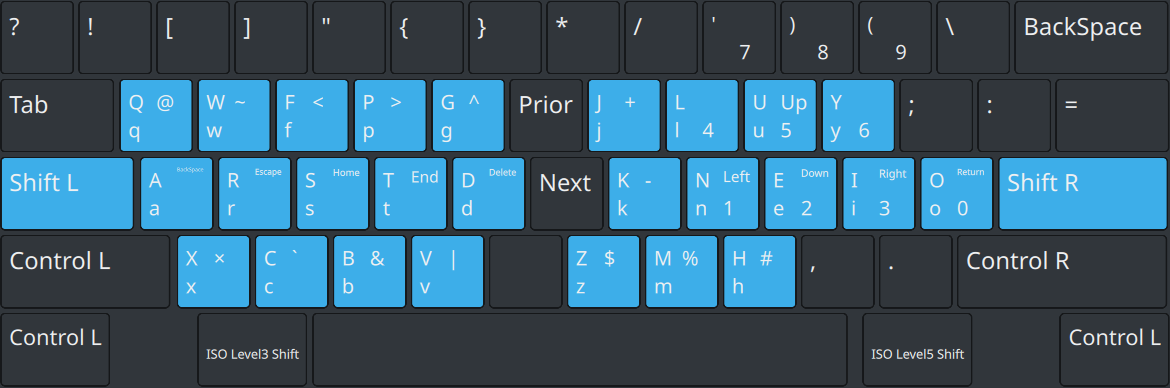 ? ! [ ] " { } * / ' ) ( \ BackSpace
7 8 9
Tab Q @ W ~ F < P > G ^ Prior J + L U Up Y ; : =
q w f p g j l 4 u 5 y 6
Shift L A BackSpace R Escape S Home T End D Delete Next K - N Left E Down I Right O Return Shift R
a r s t d k n 1 e 2 i 3 o 0
Control L X × C ` B & V | Z $ M % H # , . Control R
x c b v z m h
Control L ISO Level3 Shift ISO Level5 Shift Control L